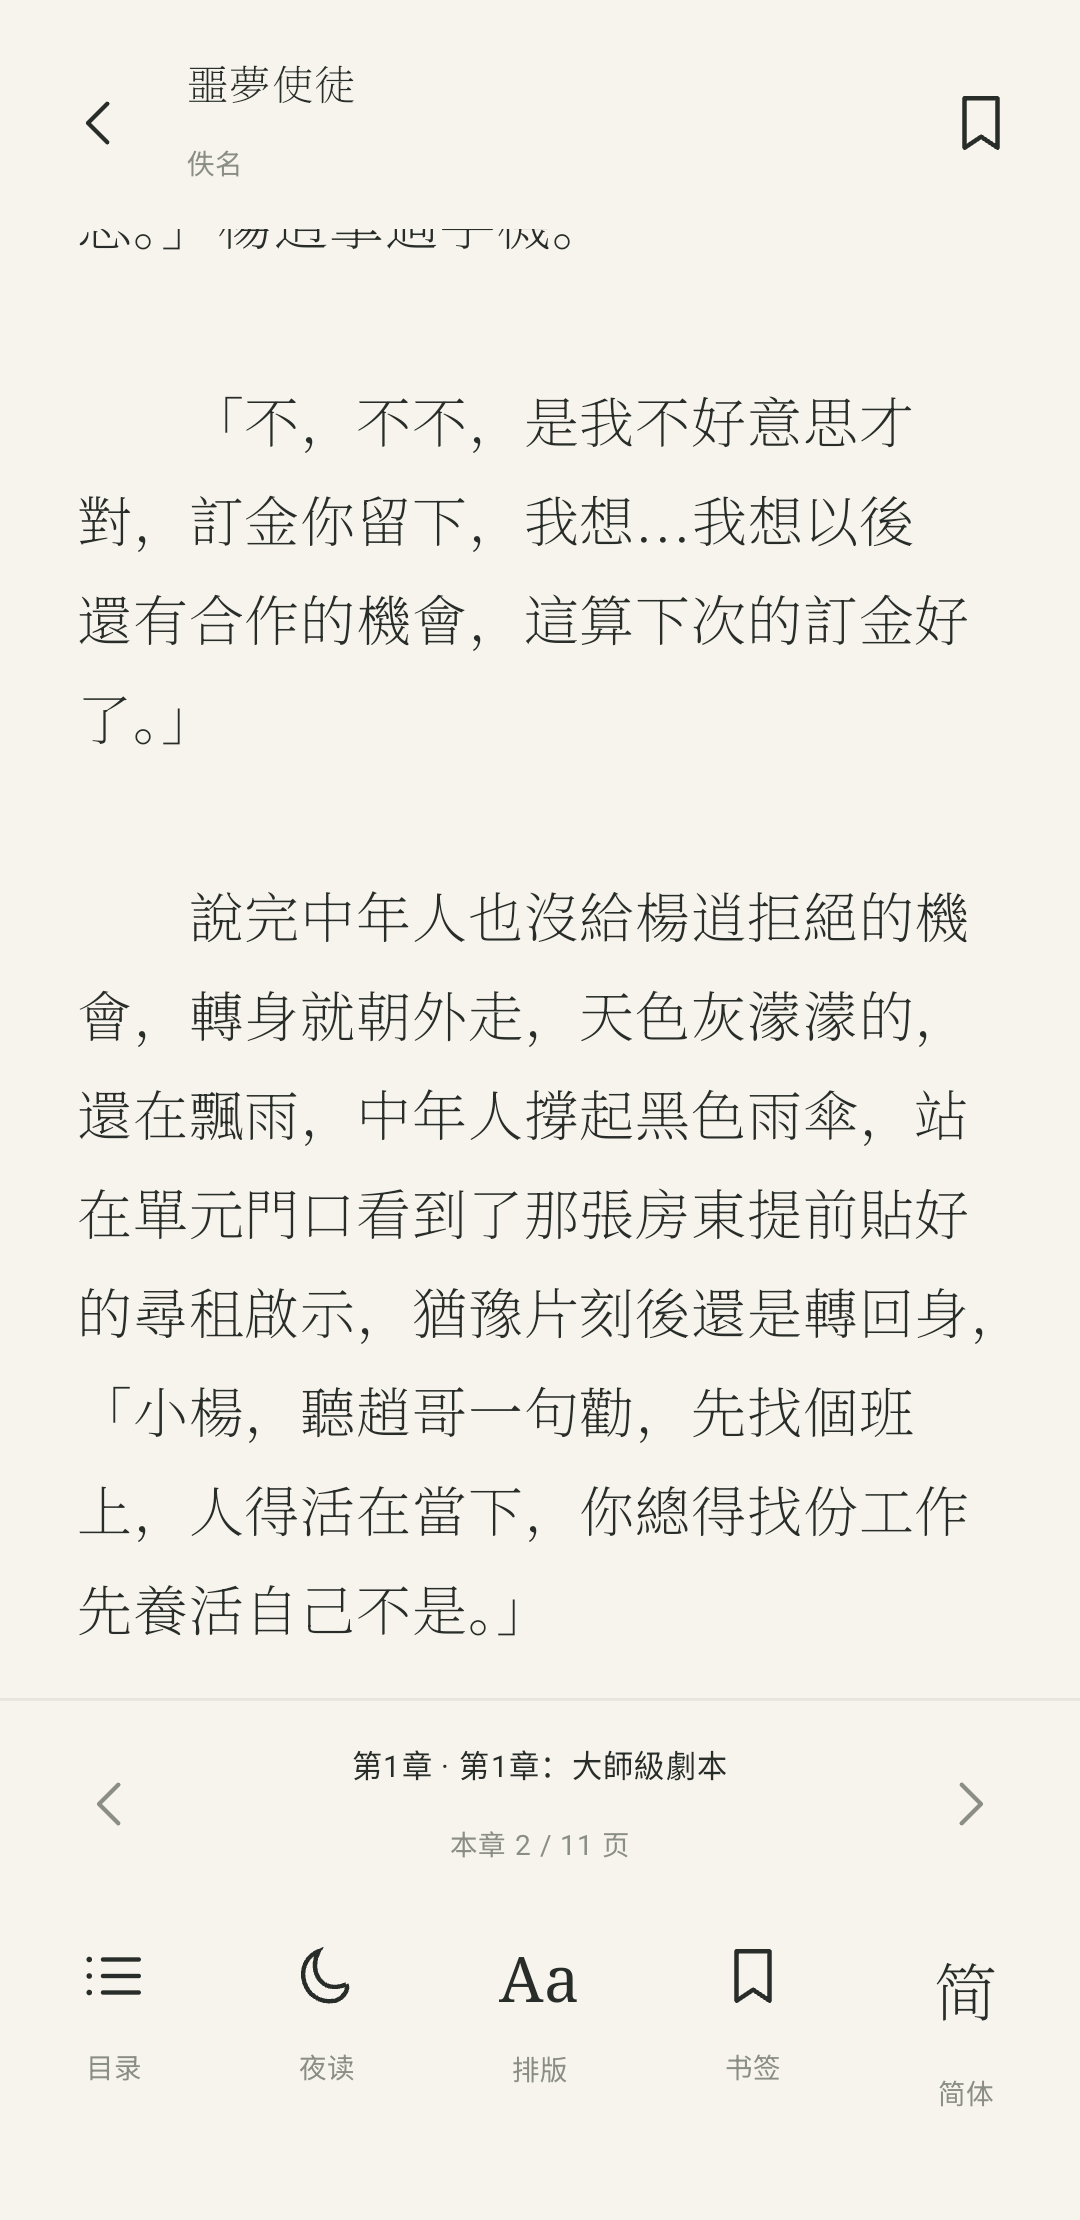 噩夢使徒
佚名
「不，不不，是我不好意思才
對，訂金你留下，我想…我想以後
還有合作的機會，這算下次的訂金好
了。」
說完中年人也沒給楊逍拒絕的機
會，轉身就朝外走，天色灰濛濛的，
還在飄雨，中年人撐起黑色雨傘，站
在單元門口看到了那張房東提前貼好
的尋租啟示，猶豫片刻後還是轉回身，
「小楊，聽趙哥一句勸，先找個班
上，人得活在當下，你總得找份工作
先養活自己不是。」
第1章 · 第1章：大師級劇本
本章 2 / 11 页
Aa
简
目录
夜读
排版
书签
简体